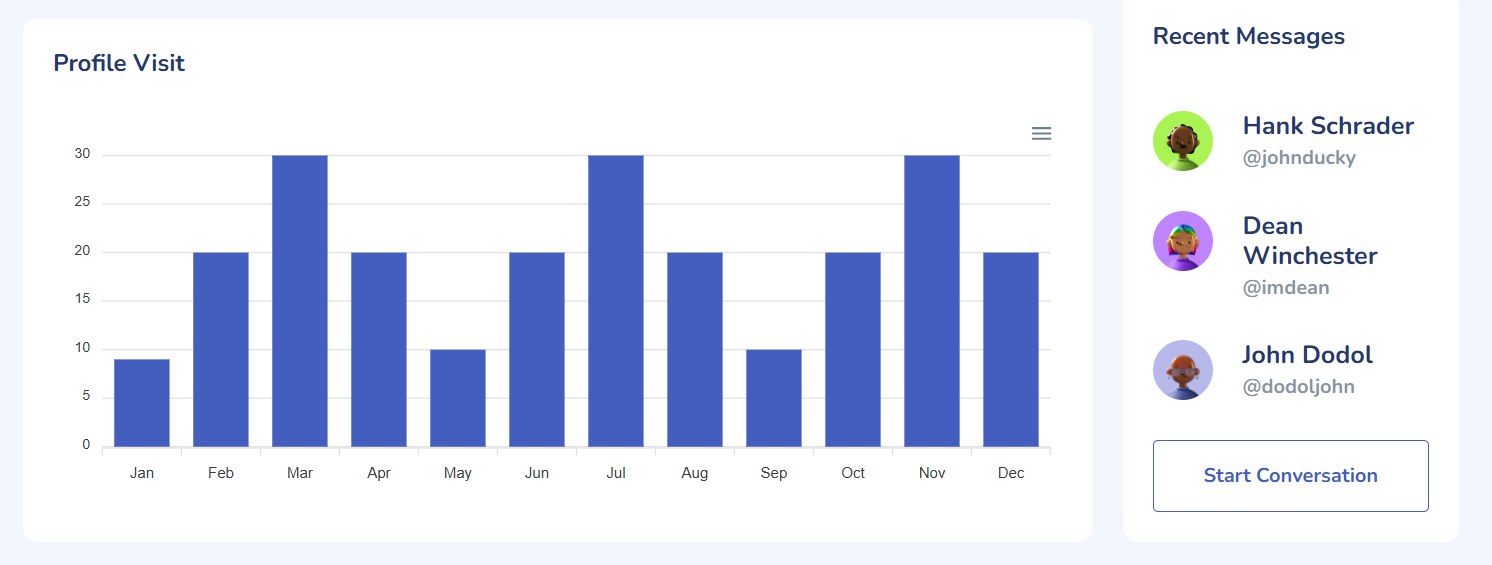 Profile Visit
30
25
20
15
10
5
0
Jan Feb Mar Apr May Jun Jul Aug Sep Oct Nov Dec
Recent Messages
Hank Schrader
@johnducky
Dean
Winchester
@imdean
John Dodol
@dodoljohn
Start Conversation